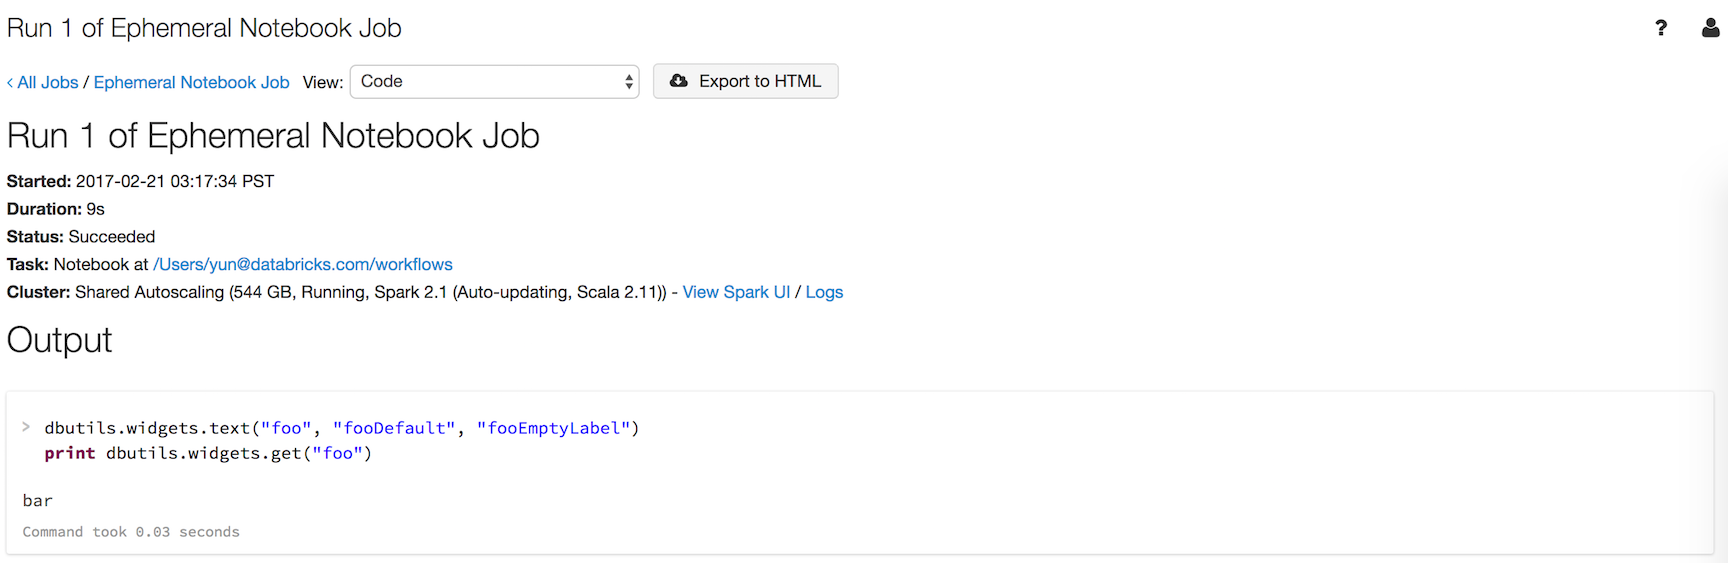 Run 1 of Ephemeral Notebook Job
< All Jobs / Ephemeral Notebook Job View: Code Export to HTML
Run 1 of Ephemeral Notebook Job
Started: 2017-02-21 03:17:34 PST
Duration: 9s
Status: Succeeded
Task: Notebook at /Users/yun@databricks.com/workflows
Cluster: Shared Autoscaling (544 GB, Running, Spark 2.1 (Auto-updating, Scala 2.11)) - View Spark UI / Logs
Output
> dbutils.widgets.text("foo", "fooDefault", "fooEmptyLabel")
print dbutils.widgets.get("foo")
bar
Command took 0.03 seconds